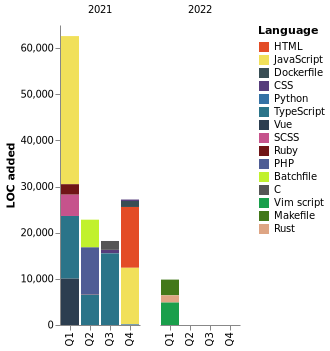 2021
2022
LOC added
60,000
50,000
40,000
30,000
20,000
10,000
0
Q1
Q2
Q3
Q4
Q1
Q2
Q3
Q4
Language
HTML
JavaScript
Dockerfile
CSS
Python
TypeScript
Vue
SCSS
Ruby
PHP
Batchfile
C
Vim script
Makefile
Rust